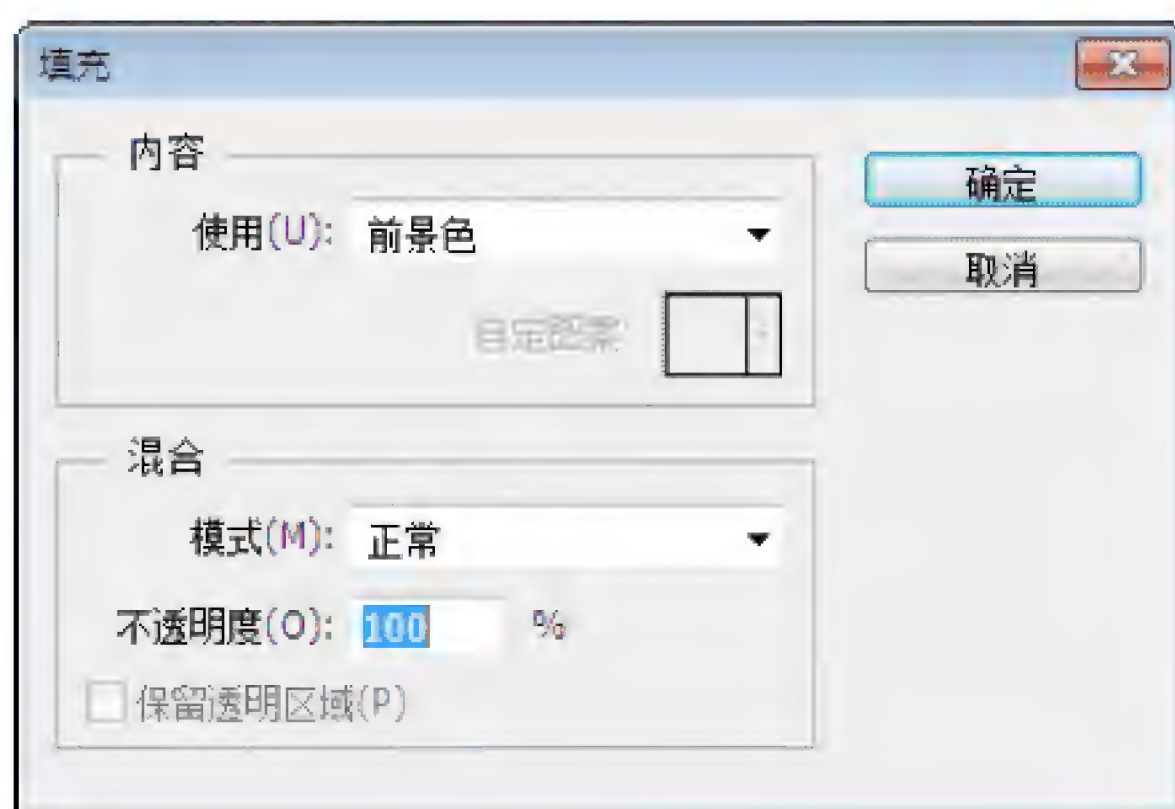 填充
内容
确定
使用(U): 前景色
取消
自定图案
混合
模式(M): 正常
不透明度(O): 100 %
保留透明区域(P)